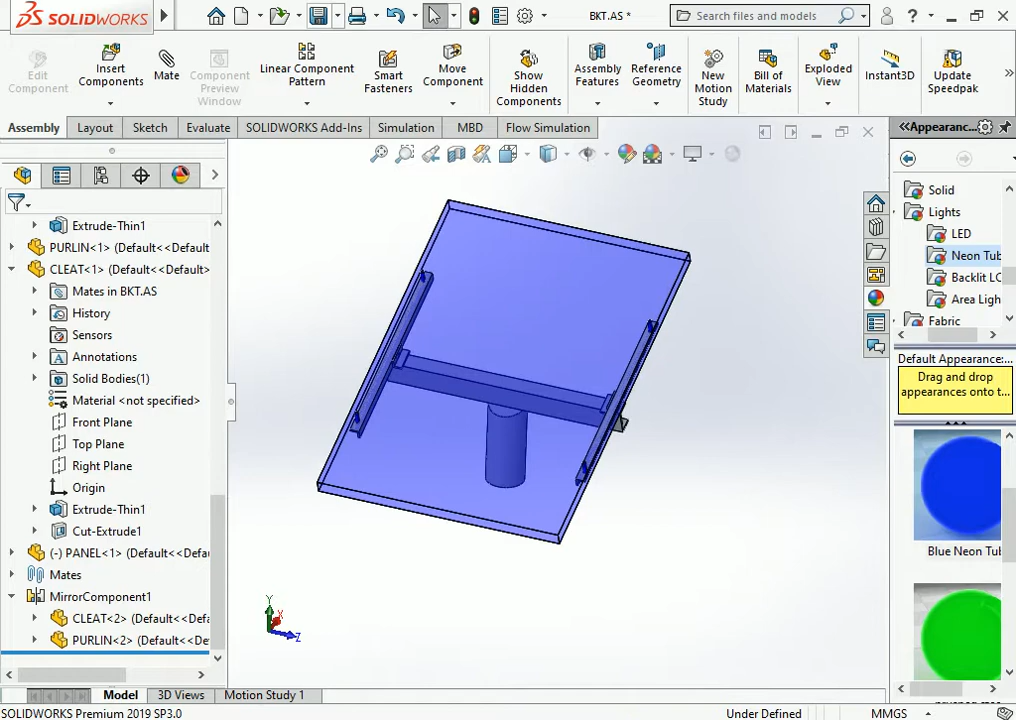 SOLIDWORKS
BKT.AS *
Search files and models
Edit Component
Insert Components
Mate
Component Preview Window
Linear Component Pattern
Smart Fasteners
Move Component
Show Hidden Components
Assembly Features
Reference Geometry
New Motion Study
Bill of Materials
Exploded View
Instant3D
Update Speedpak
Assembly
Layout
Sketch
Evaluate
SOLIDWORKS Add-Ins
Simulation
MBD
Flow Simulation
<<Appearanc...
Extrude-Thin1
PURLIN<1> (Default<<Default
CLEAT<1> (Default<<Default>
Mates in BKT.AS
History
Sensors
Annotations
Solid Bodies(1)
Material <not specified>
Front Plane
Top Plane
Right Plane
Origin
Extrude-Thin1
Cut-Extrude1
(-) PANEL<1> (Default<<Defau
Mates
MirrorComponent1
CLEAT<2> (Default<<Defa
PURLIN<2> (Default<<De
Y
X
Z
Solid
Lights
LED
Neon Tub
Backlit LC
Area Ligh
Fabric
Default Appearance:...
Drag and drop
appearances onto t...
Blue Neon Tub
Model
3D Views
Motion Study 1
SOLIDWORKS Premium 2019 SP3.0
Under Defined
MMGS